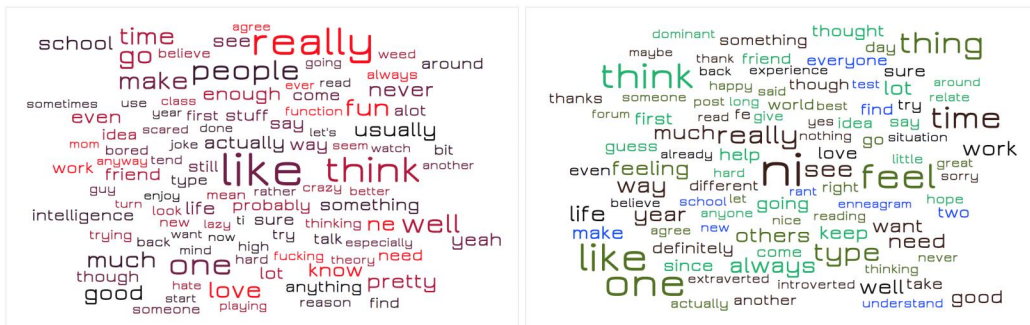 agree
school time see really weed
go believe going around
make people ever read always
sometimes use class enough come never
year first stuff function fun alot
even idea scared done say let's usually
mom bored joke actually way seem watch bit
work anyway tend still like think another
friend
guy type rather crazy better
enjoy mean probably something
intelligence turn look life ti sure thinking ne well
trying new lazy
want now try talk especially yeah
back mind high fucking theory need
much one hard lot know
though hate love anything pretty
good start playing reason find
someone
dominant something thought thing
maybe thank friend everyone day
think back experience sure
thanks happy said though test lot around
someone post long world best find try relate
forum first read fe give yes idea say time
guess much really nothing go situation
already help love work
even feeling hard ni see feel little great
way different rant right sorry
believe school let enneagram hope
life year going anyone nice reading two
make agree new others keep want
definitely come type need never
like since always thinking
one extraverted introverted well take
actually another understand good